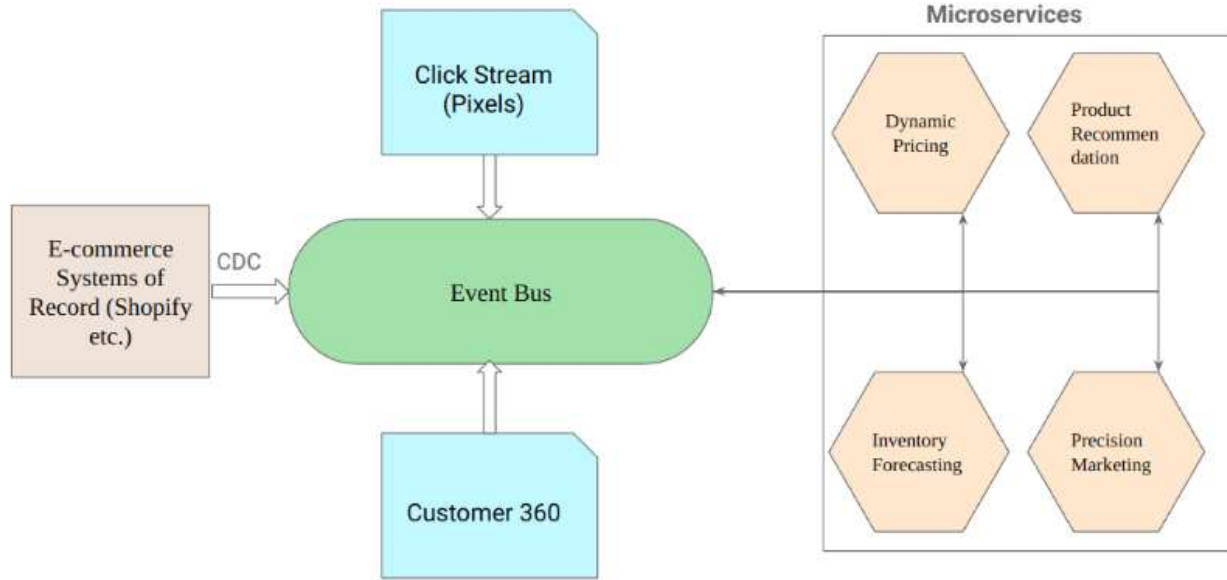 Microservices
Click Stream
(Pixels)
Dynamic
Pricing
Product
Recommen
dation
E-commerce
Systems of
Record (Shopify
etc.)
CDC
Event Bus
Inventory
Forecasting
Precision
Marketing
Customer 360